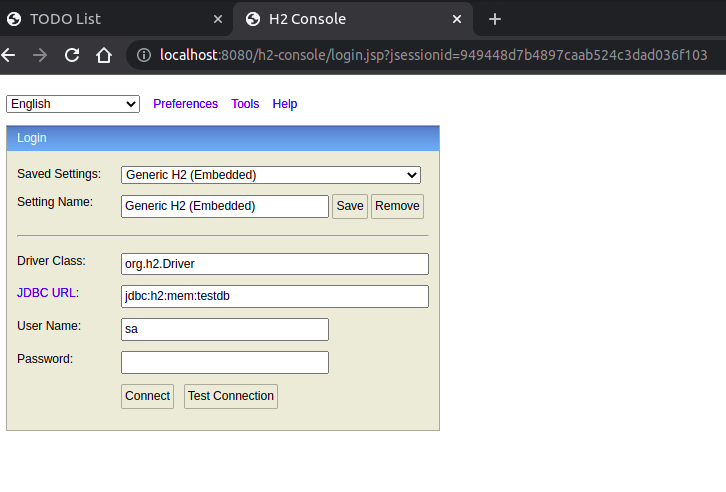 TODO List
H2 Console
localhost:8080/h2-console/login.jsp?jsessionid=949448d7b4897caab524c3dad036f103
English Preferences Tools Help
Login
Saved Settings: Generic H2 (Embedded)
Setting Name: Generic H2 (Embedded) Save Remove
Driver Class: org.h2.Driver
JDBC URL: jdbc:h2:mem:testdb
User Name: sa
Password:
Connect Test Connection